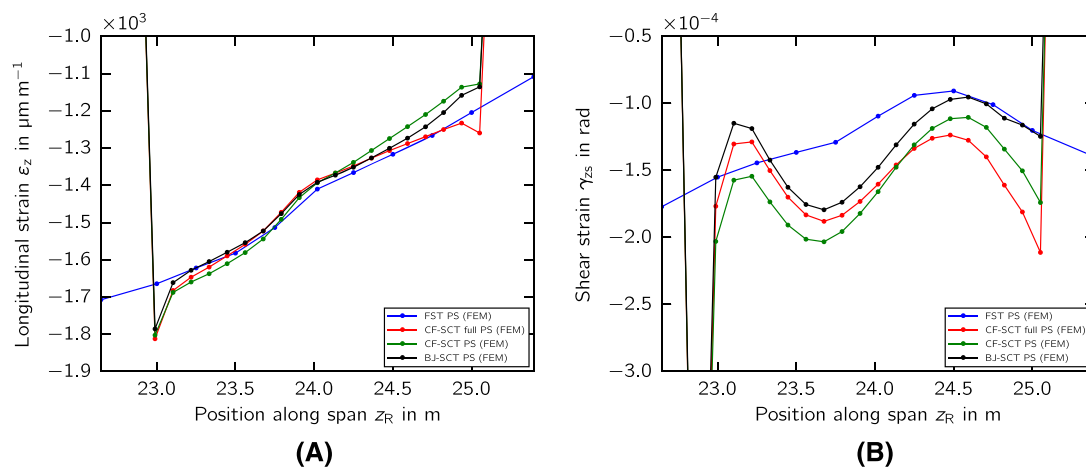 ×10³
−1.0
−1.1
−1.2
−1.3
−1.4
−1.5
−1.6
−1.7
−1.8
−1.9
Longitudinal strain εz in μm m⁻¹
23.0 23.5 24.0 24.5 25.0
Position along span zR in m
FST PS (FEM)
CF-SCT full PS (FEM)
CF-SCT PS (FEM)
BJ-SCT PS (FEM)
(A)
×10⁻⁴
−0.5
−1.0
−1.5
−2.0
−2.5
−3.0
Shear strain γzs in rad
23.0 23.5 24.0 24.5 25.0
Position along span zR in m
FST PS (FEM)
CF-SCT full PS (FEM)
CF-SCT PS (FEM)
BJ-SCT PS (FEM)
(B)